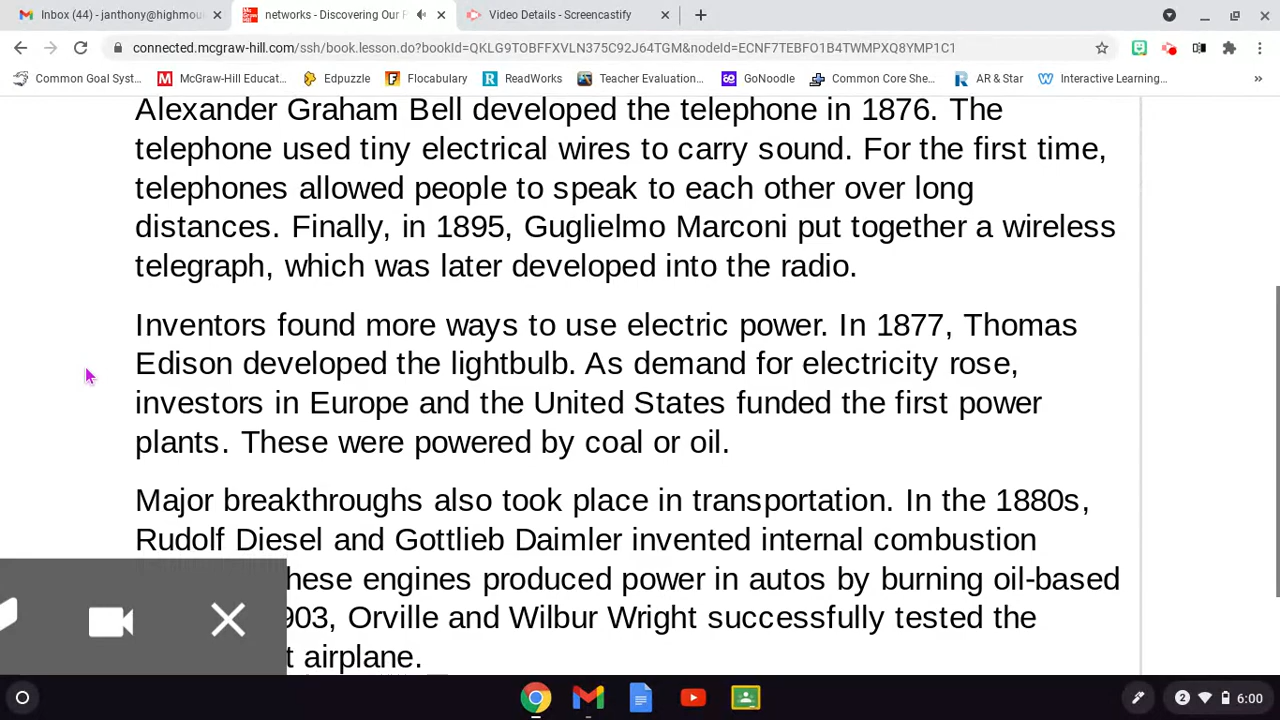 Inbox (44) - janthony@highmou
networks - Discovering Our P
Video Details - Screencastify
connected.mcgraw-hill.com/ssh/book.lesson.do?bookId=QKLG9TOBFFXVLN375C92J64TGM&nodeId=ECNF7TEBFO1B4TWMPXQ8YMP1C1
Common Goal Syst...
McGraw-Hill Educat...
Edpuzzle
Flocabulary
ReadWorks
Teacher Evaluation...
GoNoodle
Common Core She...
AR & Star
Interactive Learning...
»
Alexander Graham Bell developed the telephone in 1876. The
telephone used tiny electrical wires to carry sound. For the first time,
telephones allowed people to speak to each other over long
distances. Finally, in 1895, Guglielmo Marconi put together a wireless
telegraph, which was later developed into the radio.
Inventors found more ways to use electric power. In 1877, Thomas
Edison developed the lightbulb. As demand for electricity rose,
investors in Europe and the United States funded the first power
plants. These were powered by coal or oil.
Major breakthroughs also took place in transportation. In the 1880s,
Rudolf Diesel and Gottlieb Daimler invented internal combustion
hese engines produced power in autos by burning oil-based
903, Orville and Wilbur Wright successfully tested the
t airplane.
2
6:00